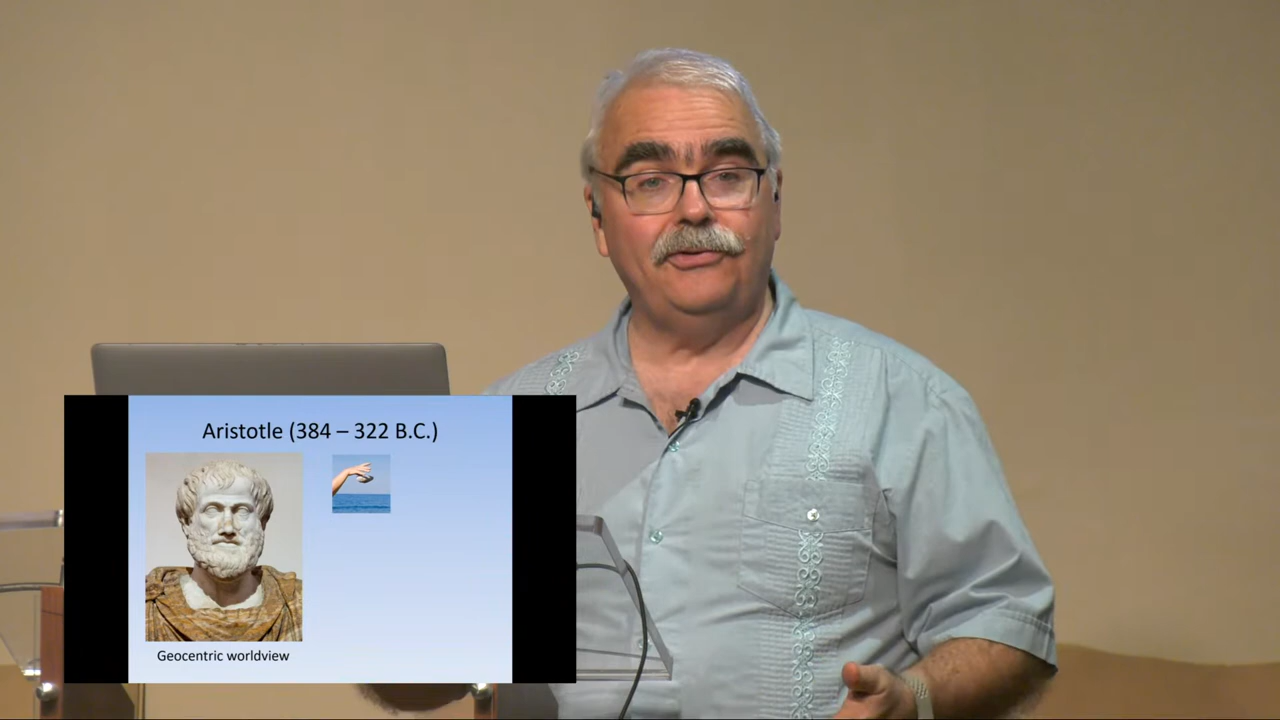 Aristotle (384 – 322 B.C.)
Geocentric worldview